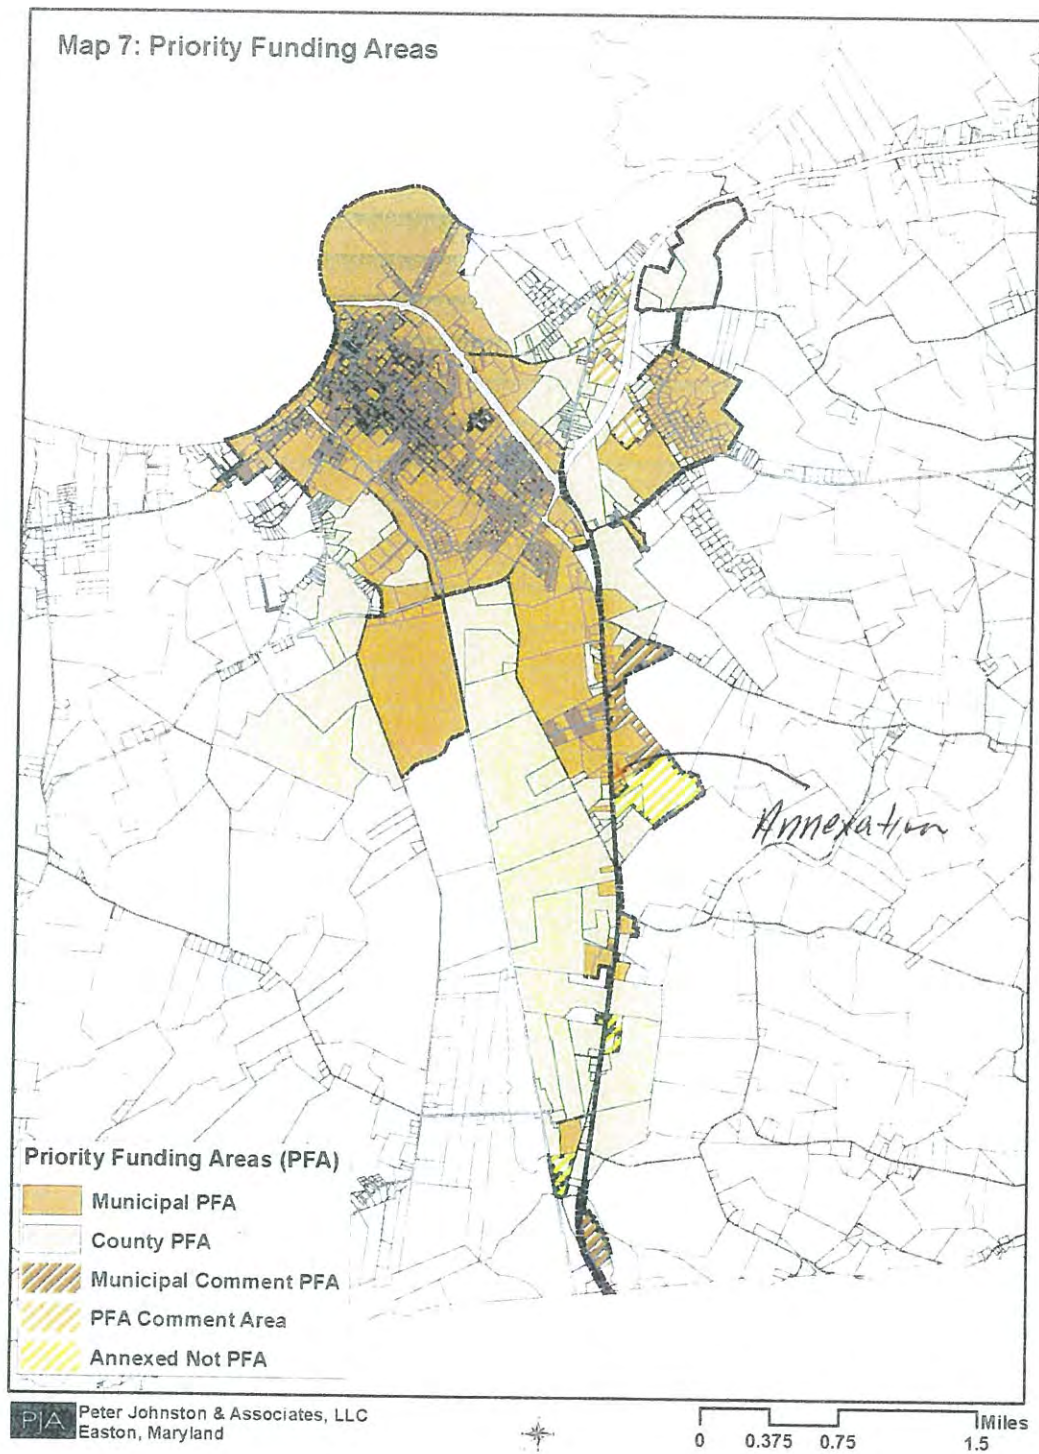 Map 7: Priority Funding Areas
Annexation
Priority Funding Areas (PFA)
Municipal PFA
County PFA
Municipal Comment PFA
PFA Comment Area
Annexed Not PFA
PJA
Peter Johnston & Associates, LLC
Easton, Maryland
Miles
0 0.375 0.75 1.5